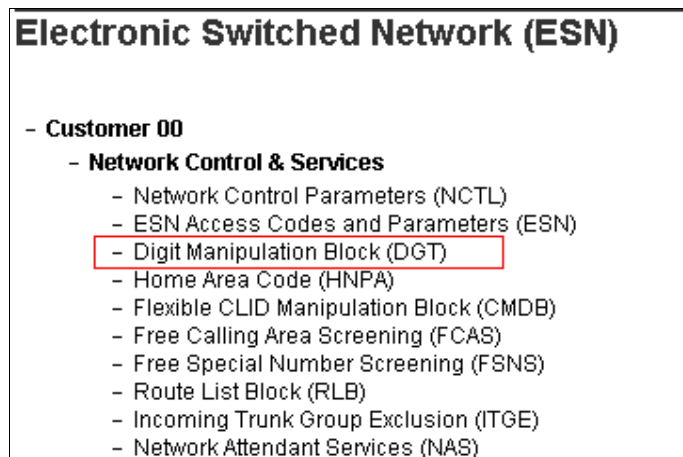 Electronic Switched Network (ESN)
– Customer 00
– Network Control & Services
– Network Control Parameters (NCTL)
– ESN Access Codes and Parameters (ESN)
– Digit Manipulation Block (DGT)
– Home Area Code (HNPA)
– Flexible CLID Manipulation Block (CMDB)
– Free Calling Area Screening (FCAS)
– Free Special Number Screening (FSNS)
– Route List Block (RLB)
– Incoming Trunk Group Exclusion (ITGE)
– Network Attendant Services (NAS)